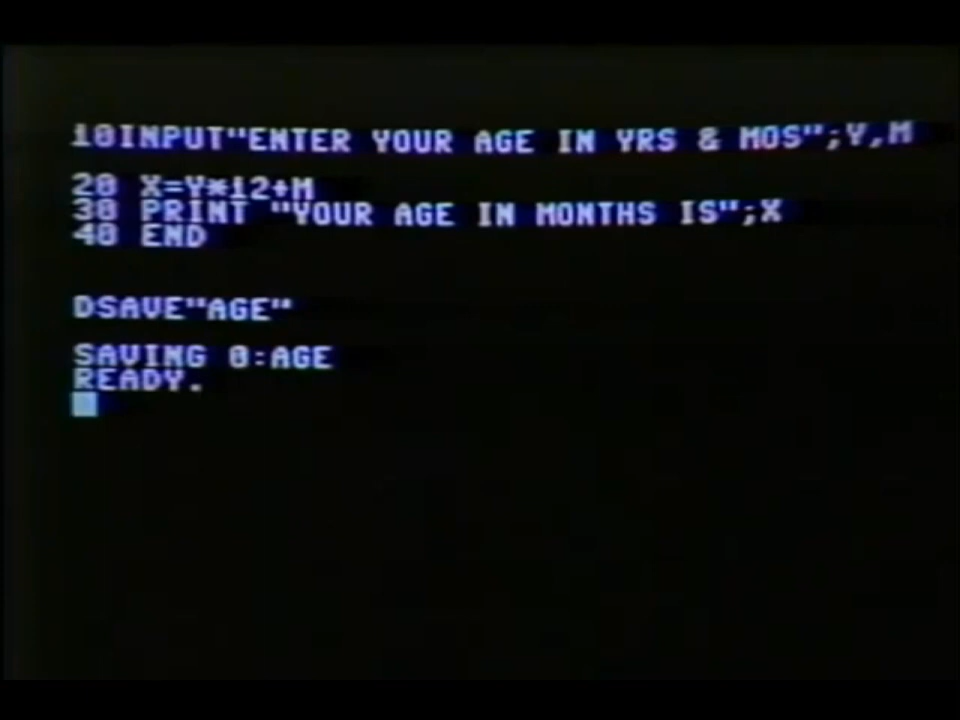 10INPUT"ENTER YOUR AGE IN YRS & MOS";Y,M
20 X=Y*12+M
30 PRINT "YOUR AGE IN MONTHS IS";X
40 END
DSAVE"AGE"
SAVING 0:AGE
READY.